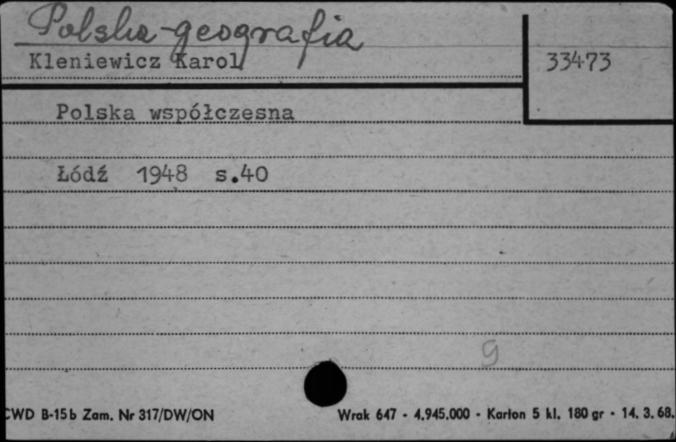 Polska-geografia
Kleniewicz Karol
33473
Polska współczesna
Łódź 1948 s.40
9
CWD B-15b Zam. Nr 317/DW/ON
Wrak 647 - 4.945.000 - Karton 5 kl. 180 gr - 14. 3. 68.